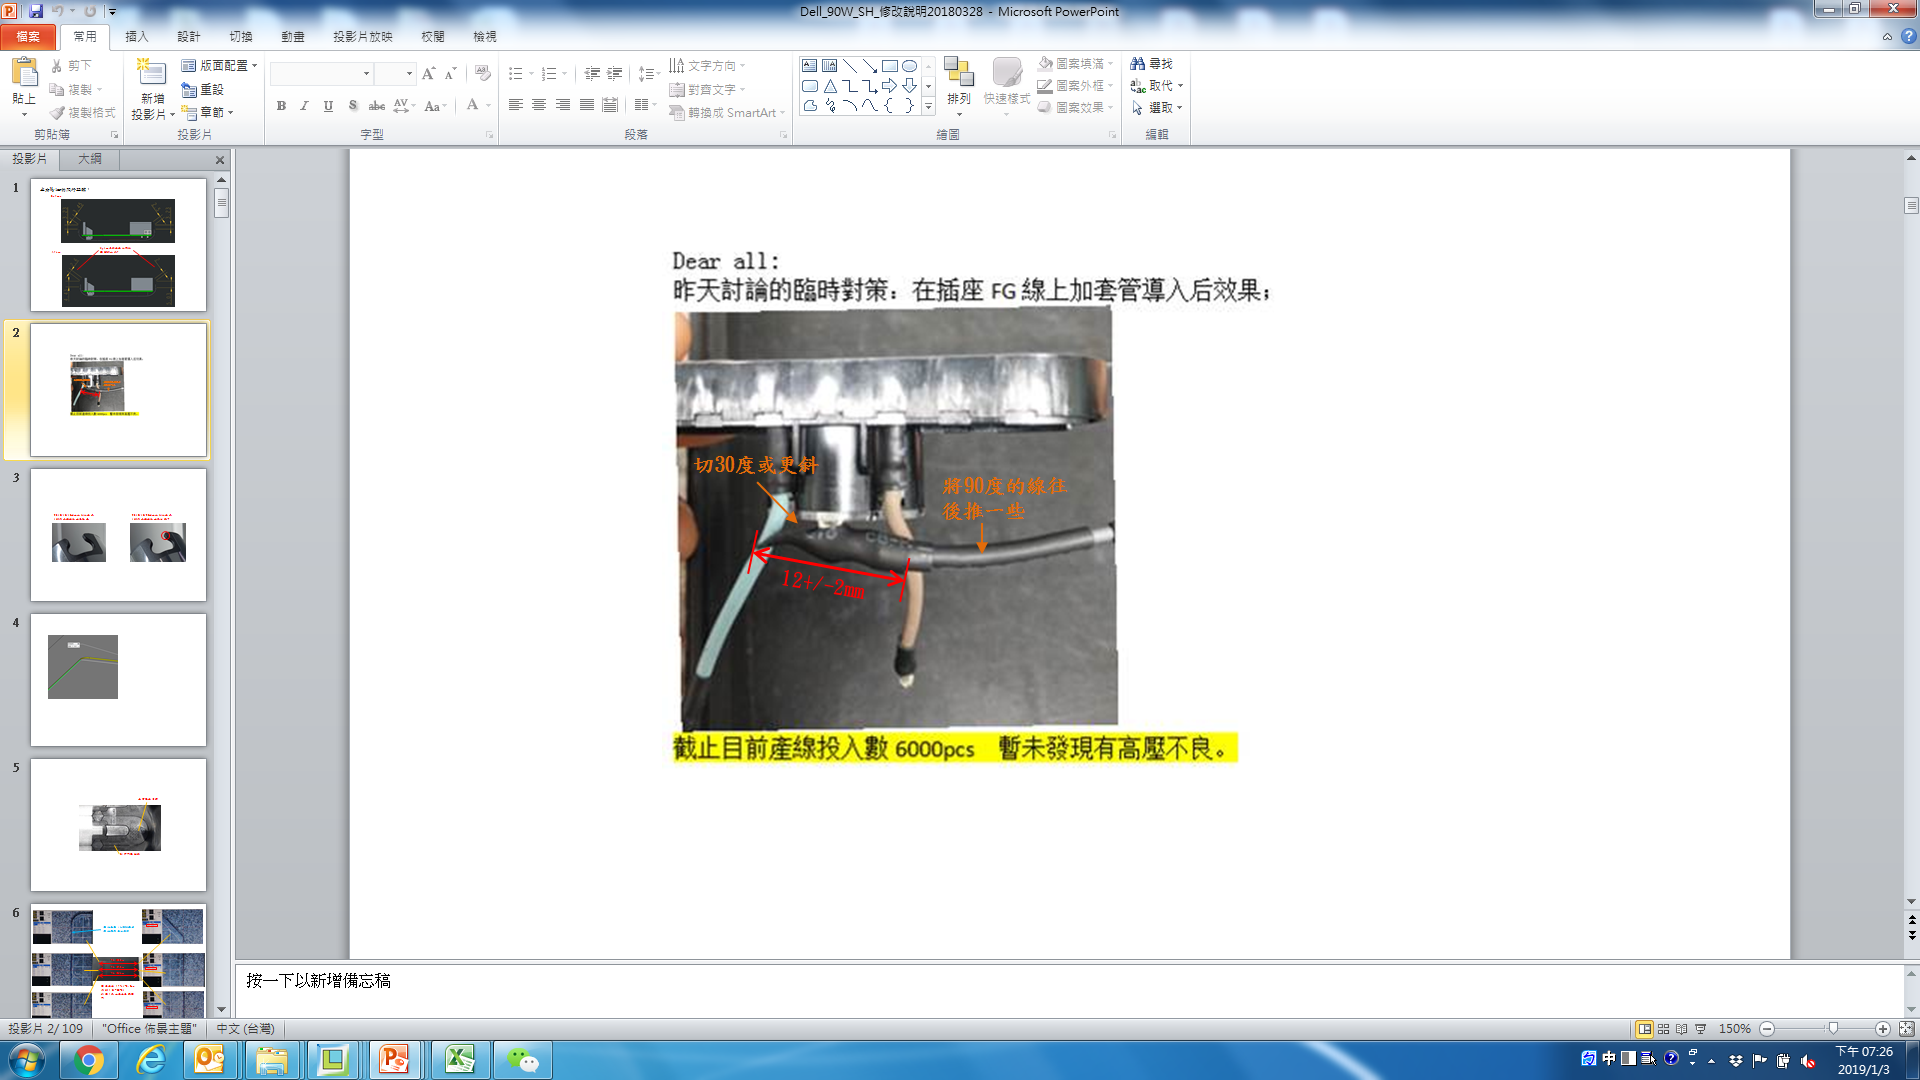 Dell_90W_SH_修改說明20180328 - Microsoft PowerPoint
檔案 常用 插入 設計 切換 動畫 投影片放映 校閱 檢視
貼上
剪下
複製
複製格式
剪貼簿
新增
投影片
版面配置
重設
章節
投影片
B I U S abc AV Aa A
字型
文字方向
對齊文字
轉換成 SmartArt
段落
排列
快速樣式
圖案填滿
圖案外框
圖案效果
繪圖
尋找
取代
選取
編輯
投影片 大綱
1
2
3
4
5
6
Dear all:
昨天討論的臨時對策：在插座 FG 線上加套管導入后效果；
切30度或更斜
將90度的線往
後推一些
12+/-2mm
截止目前產線投入數 6000pcs 暫未發現有高壓不良。
按一下以新增備忘稿
投影片 2/ 109 "Office 佈景主題" 中文 (台灣)
150%
中
下午 07:26
2019/1/3